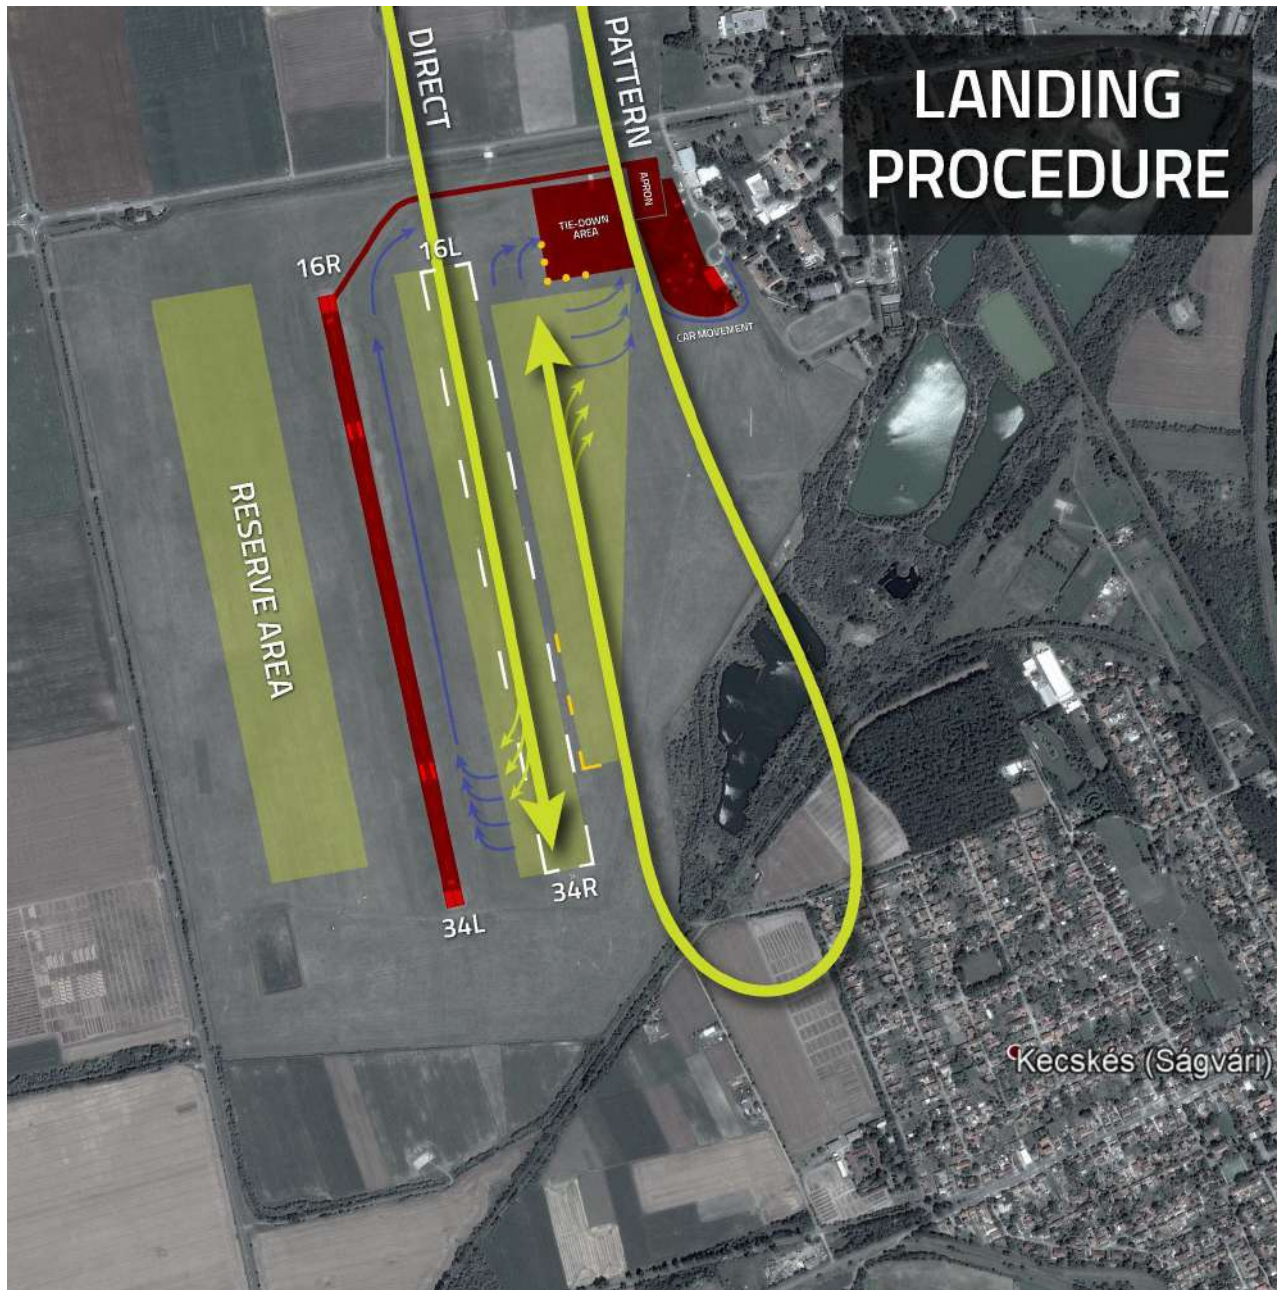 LANDING
PROCEDURE
DIRECT
PATTERN
APRON
TIE-DOWN
AREA
16R
16L
CAR MOVEMENT
RESERVE AREA
34R
34L
Kecskés (Ságvári)